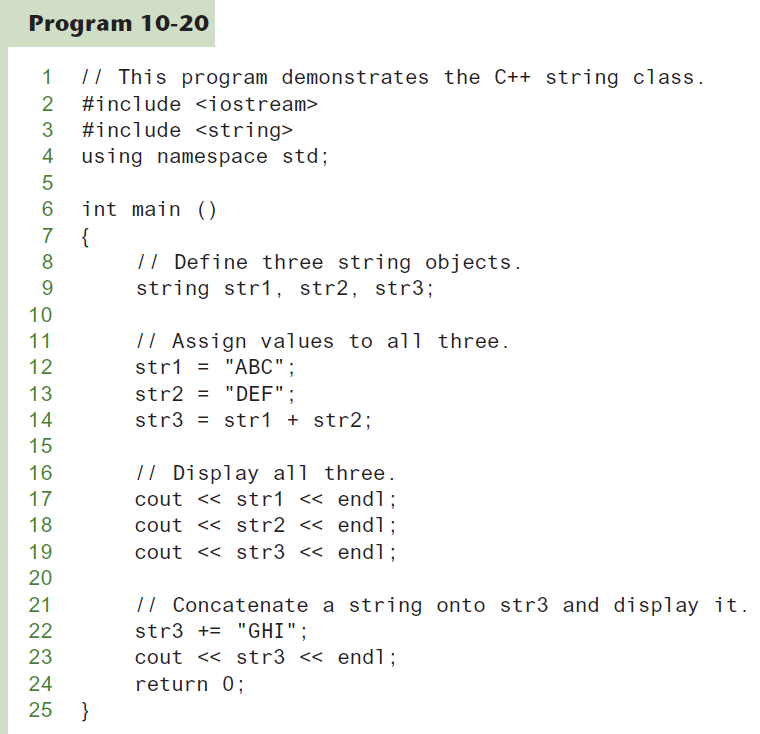 Program 10-20
1 // This program demonstrates the C++ string class.
2 #include <iostream>
3 #include <string>
4 using namespace std;
5
6 int main ()
7 {
8 // Define three string objects.
9 string str1, str2, str3;
10
11 // Assign values to all three.
12 str1 = "ABC";
13 str2 = "DEF";
14 str3 = str1 + str2;
15
16 // Display all three.
17 cout << str1 << endl;
18 cout << str2 << endl;
19 cout << str3 << endl;
20
21 // Concatenate a string onto str3 and display it.
22 str3 += "GHI";
23 cout << str3 << endl;
24 return 0;
25 }